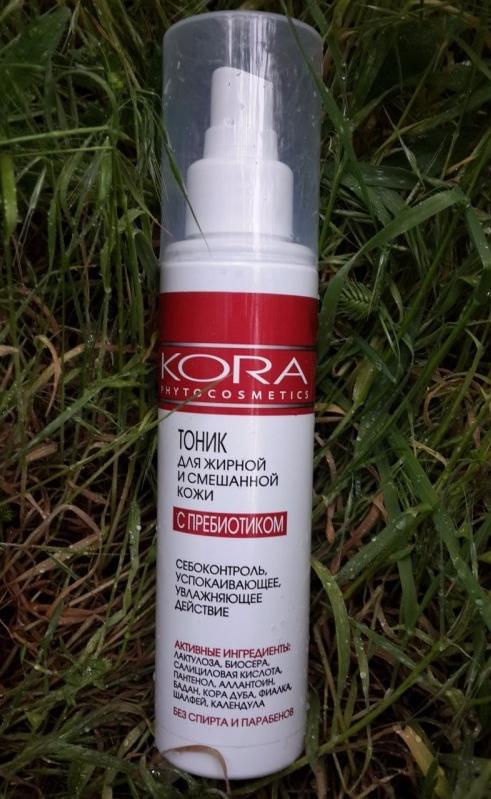 KORA
PHYTOCOSMETICS
ТОНИК
ДЛЯ ЖИРНОЙ
И СМЕШАННОЙ
КОЖИ
С ПРЕБИОТИКОМ
СЕБОКОНТРОЛЬ,
УСПОКАИВАЮЩЕЕ,
УВЛАЖНЯЮЩЕЕ
ДЕЙСТВИЕ
АКТИВНЫЕ ИНГРЕДИЕНТЫ:
ЛАКТУЛОЗА, БИОСЕРА,
САЛИЦИЛОВАЯ КИСЛОТА,
ПАНТЕНОЛ, АЛЛАНТОИН,
БАДАН, КОРА ДУБА, ФИАЛКА,
ШАЛФЕЙ, КАЛЕНДУЛА
БЕЗ СПИРТА И ПАРАБЕНОВ